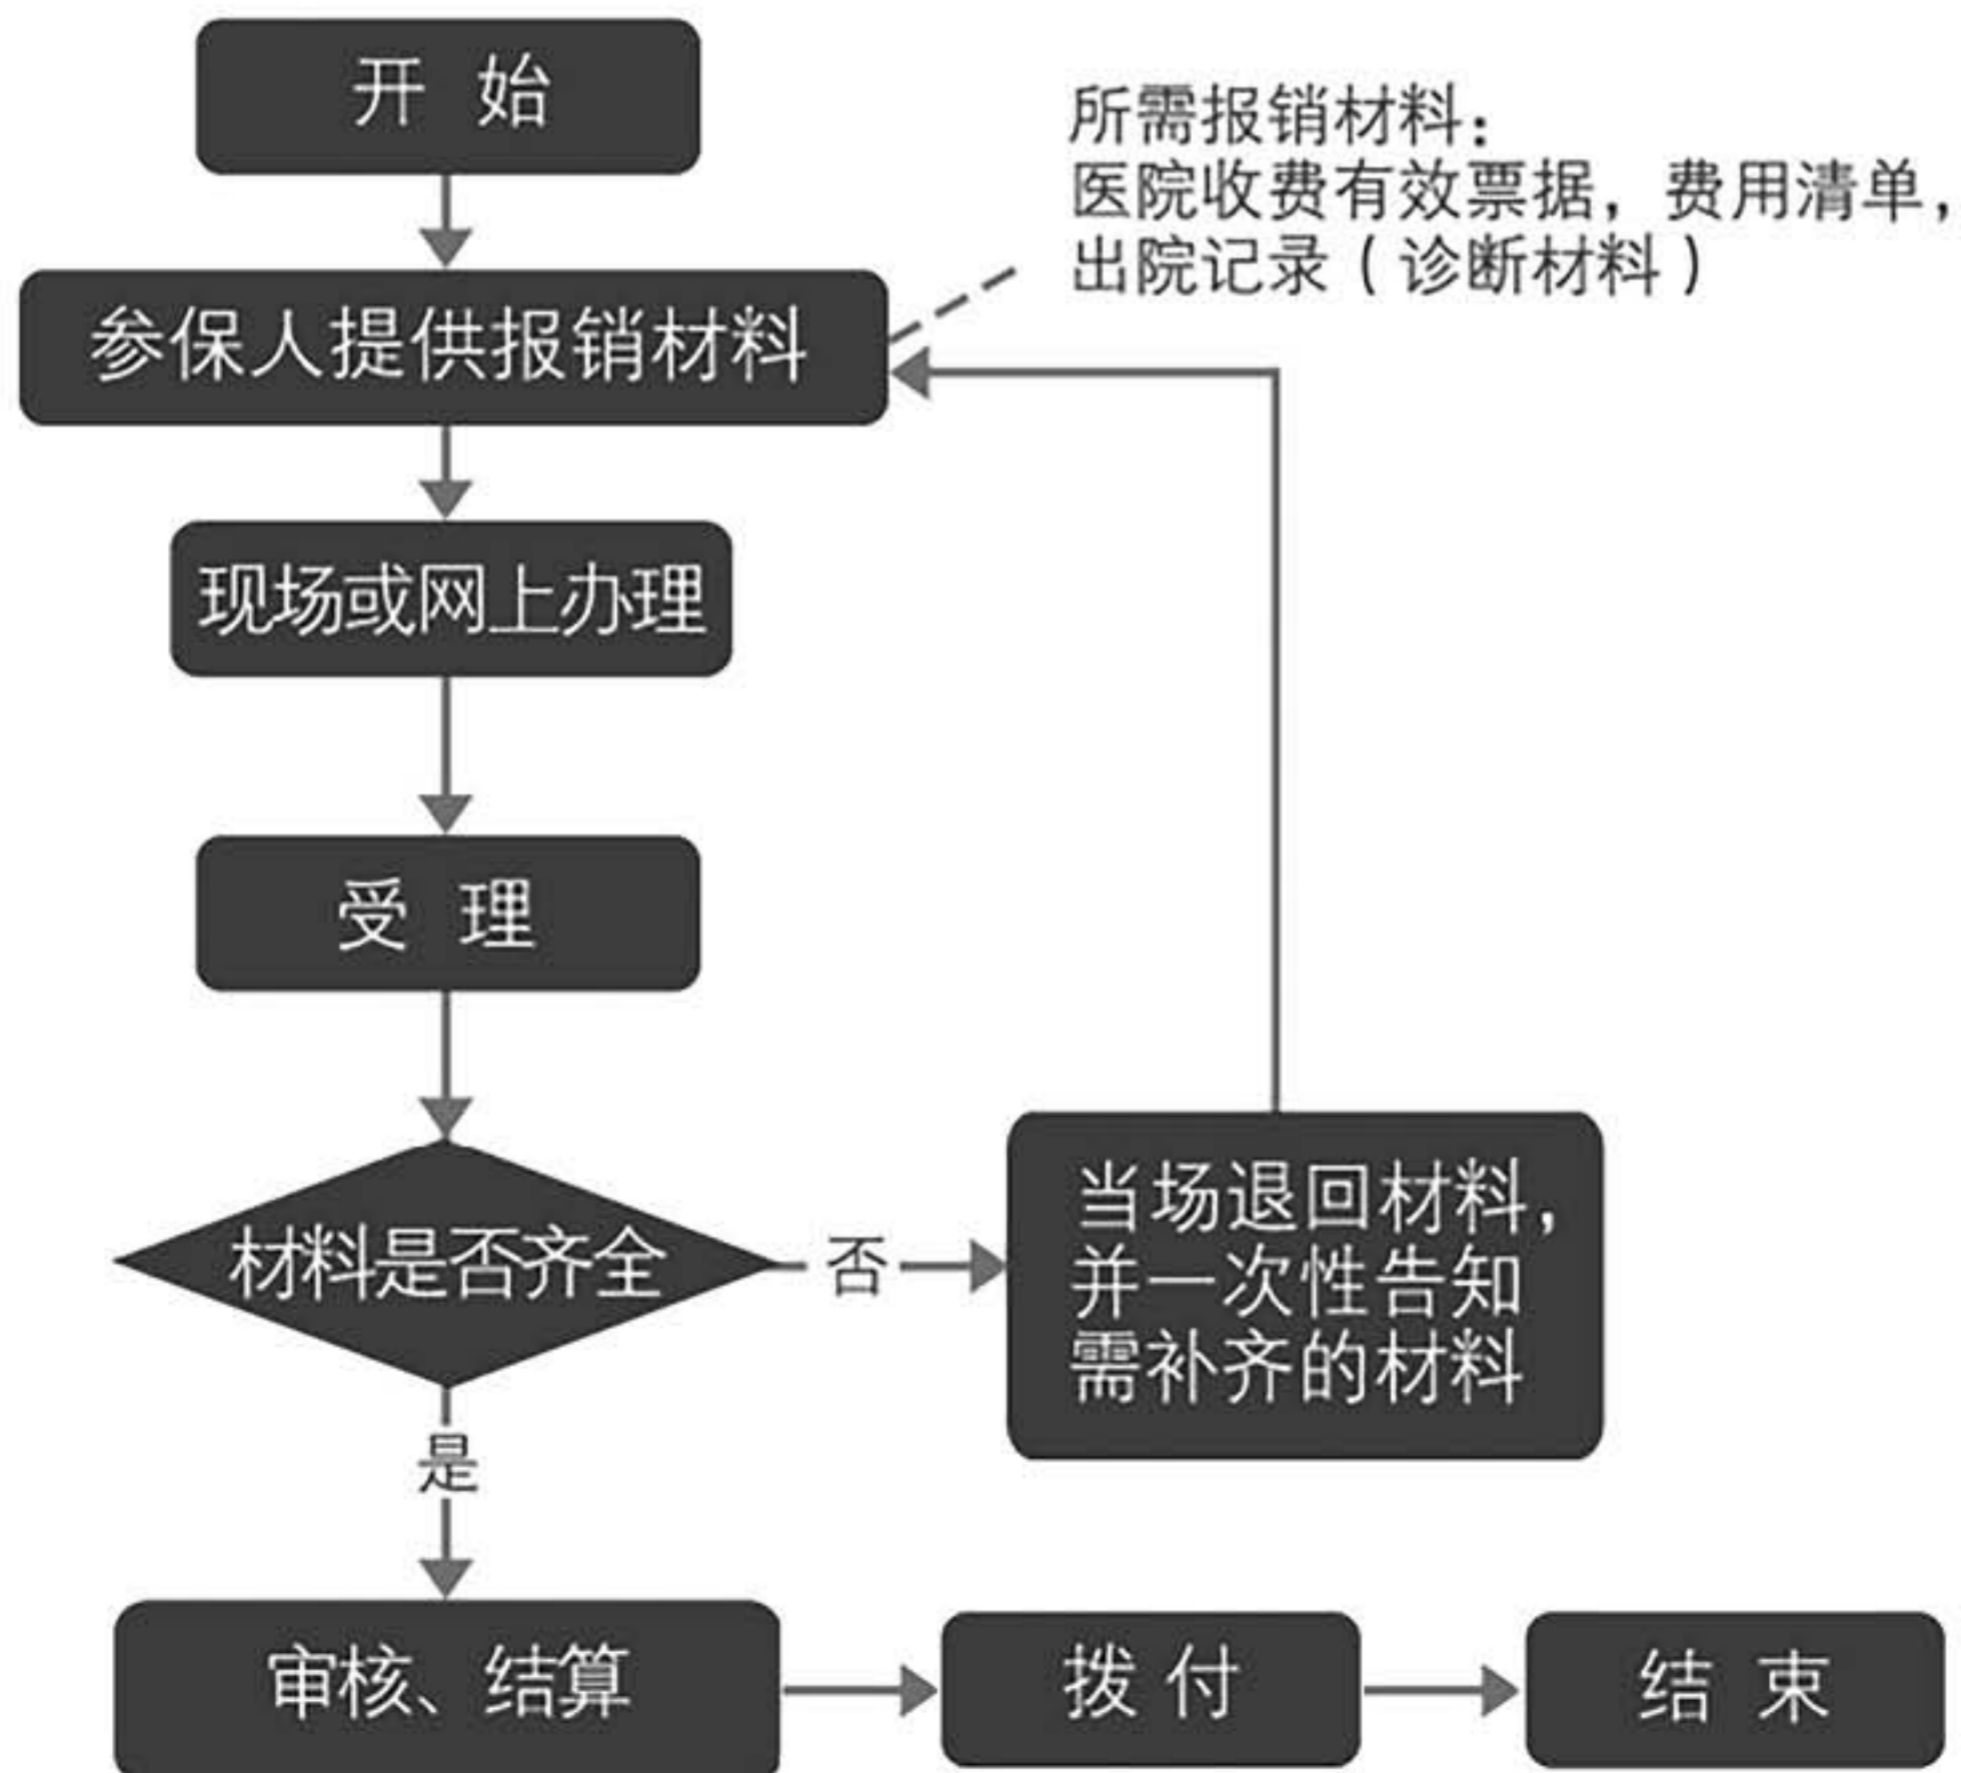 开 始
所需报销材料：
医院收费有效票据，费用清单，
出院记录（诊断材料）
参保人提供报销材料
现场或网上办理
受 理
材料是否齐全
否
当场退回材料，
并一次性告知
需补齐的材料
是
审核、结算
拨 付
结 束